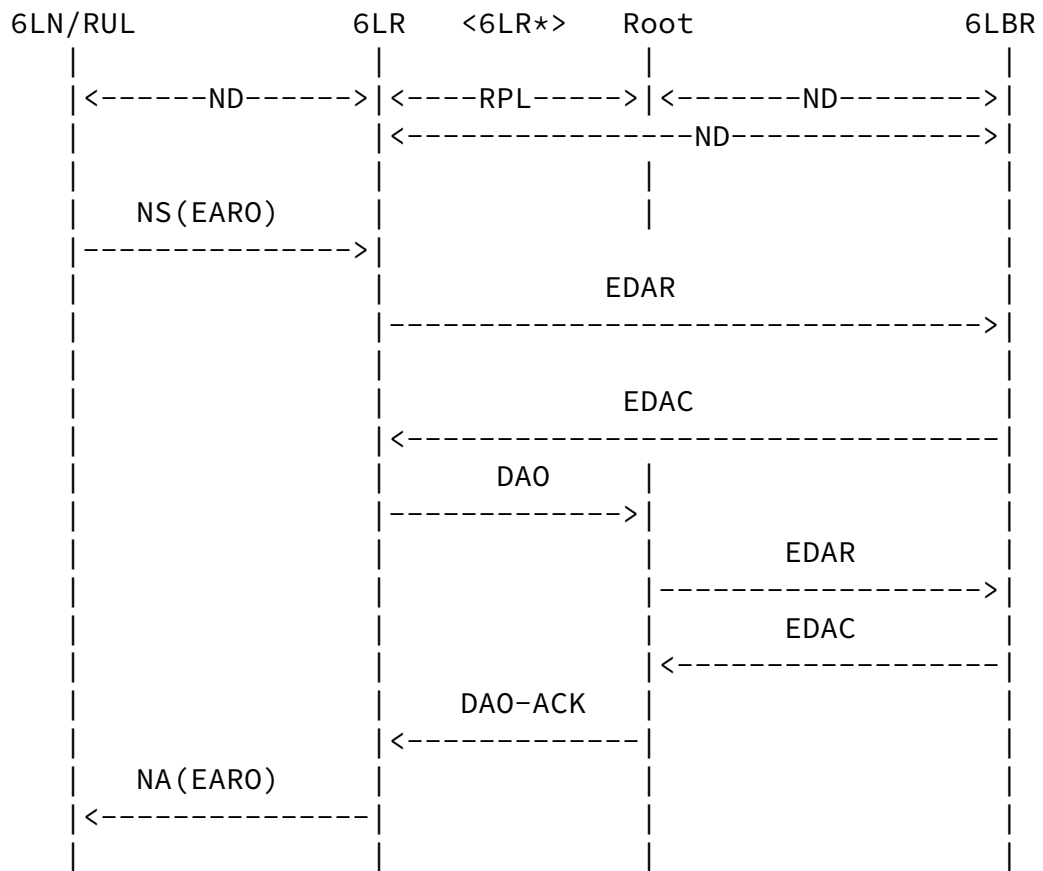 6LN/RUL 6LR <6LR*> Root 6LBR
<------ND------> <----RPL-----> <-------ND-------->
<----------------ND------------->
NS(EARO)
EDAR
EDAC
DAO
EDAR
EDAC
DAO-ACK
NA(EARO)